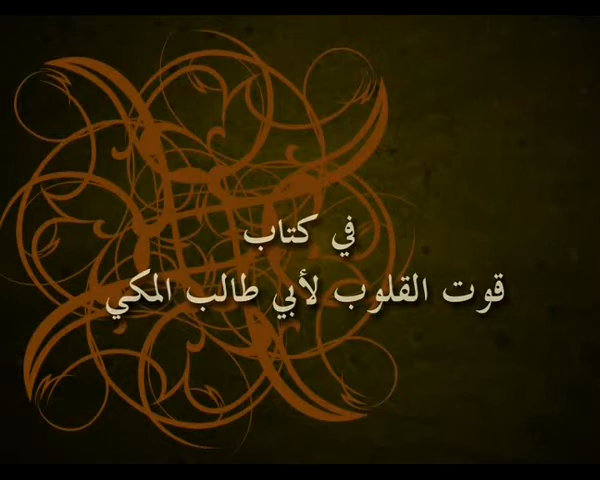 في كتاب
قوت القلوب لأبي طالب المكي